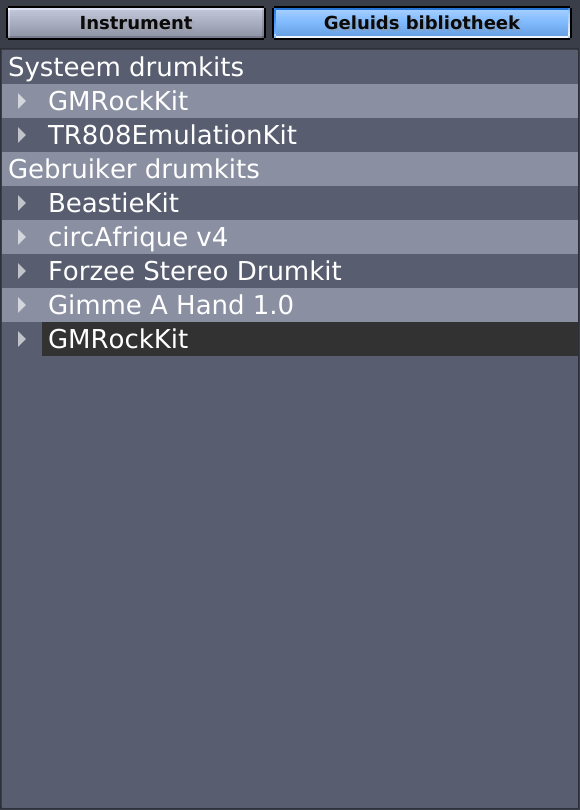 Instrument
Geluids bibliotheek
Systeem drumkits
GMRockKit
TR808EmulationKit
Gebruiker drumkits
BeastieKit
circAfrique v4
Forzee Stereo Drumkit
Gimme A Hand 1.0
GMRockKit